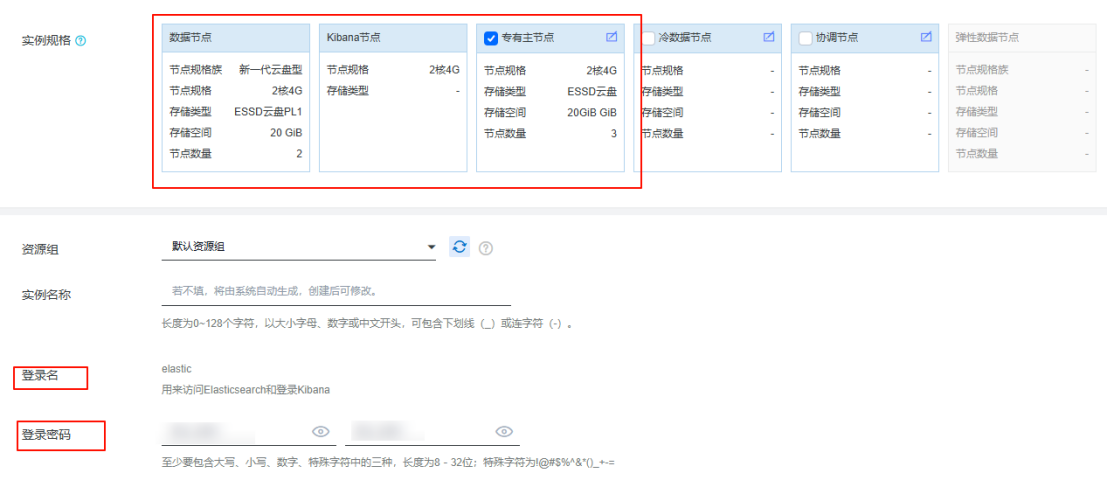 实例规格
数据节点
节点规格族 新一代云盘型
节点规格 2核4G
存储类型 ESSD云盘PL1
存储空间 20 GiB
节点数量 2
Kibana节点
节点规格 2核4G
存储类型 -
专有主节点
节点规格 2核4G
存储类型 ESSD云盘
存储空间 20GiB GiB
节点数量 3
冷数据节点
节点规格 -
存储类型 -
存储空间 -
节点数量 -
协调节点
节点规格 -
存储类型 -
存储空间 -
节点数量 -
弹性数据节点
节点规格族 -
节点规格 -
存储类型 -
存储空间 -
节点数量 -
资源组 默认资源组
实例名称 若不填，将由系统自动生成，创建后可修改。
长度为0~128个字符，以大小字母、数字或中文开头，可包含下划线（_）或连字符（-）。
登录名 elastic
用来访问Elasticsearch和登录Kibana
登录密码
至少要包含大写、小写、数字、特殊字符中的三种，长度为8 - 32位；特殊字符为!@#$%^&*()_+-=